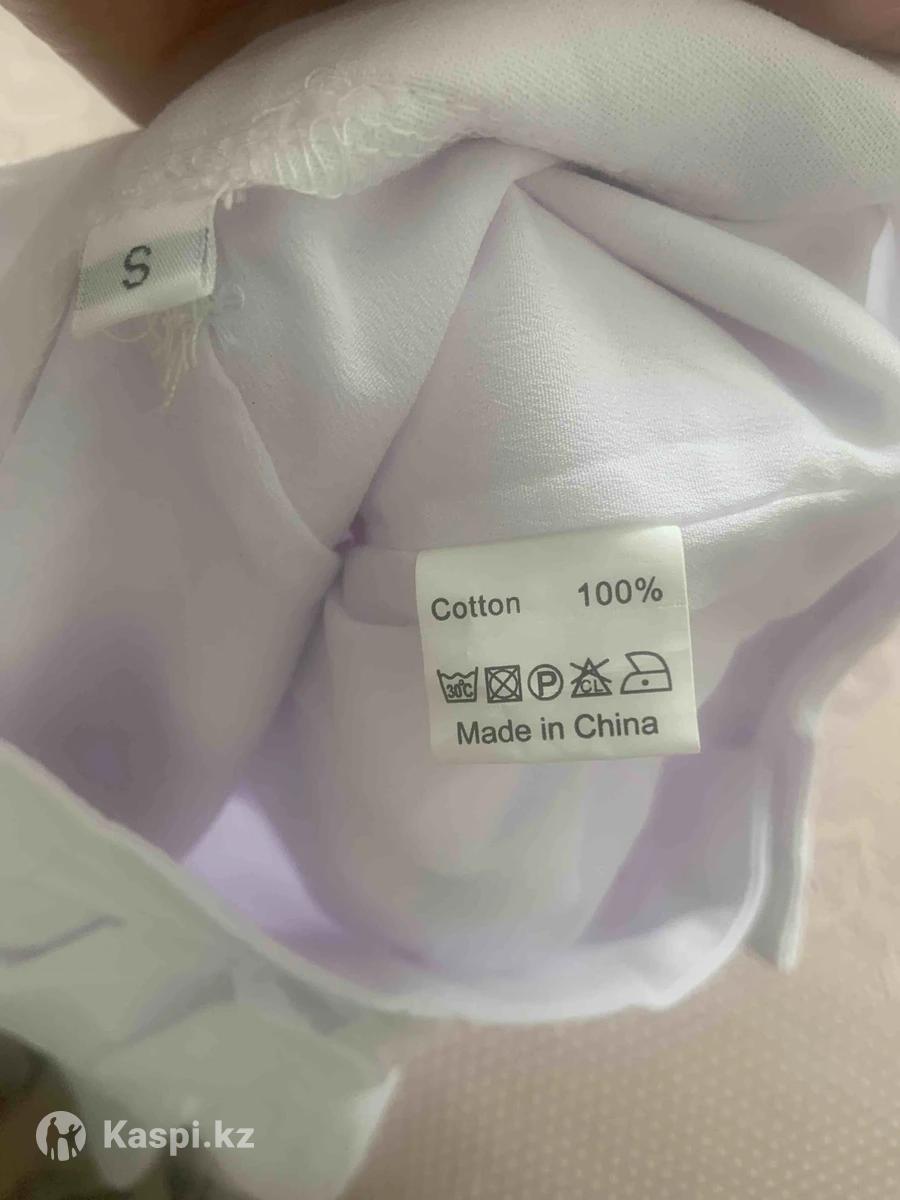 S
Cotton 100%
30°C P CL
Made in China
Kaspi.kz